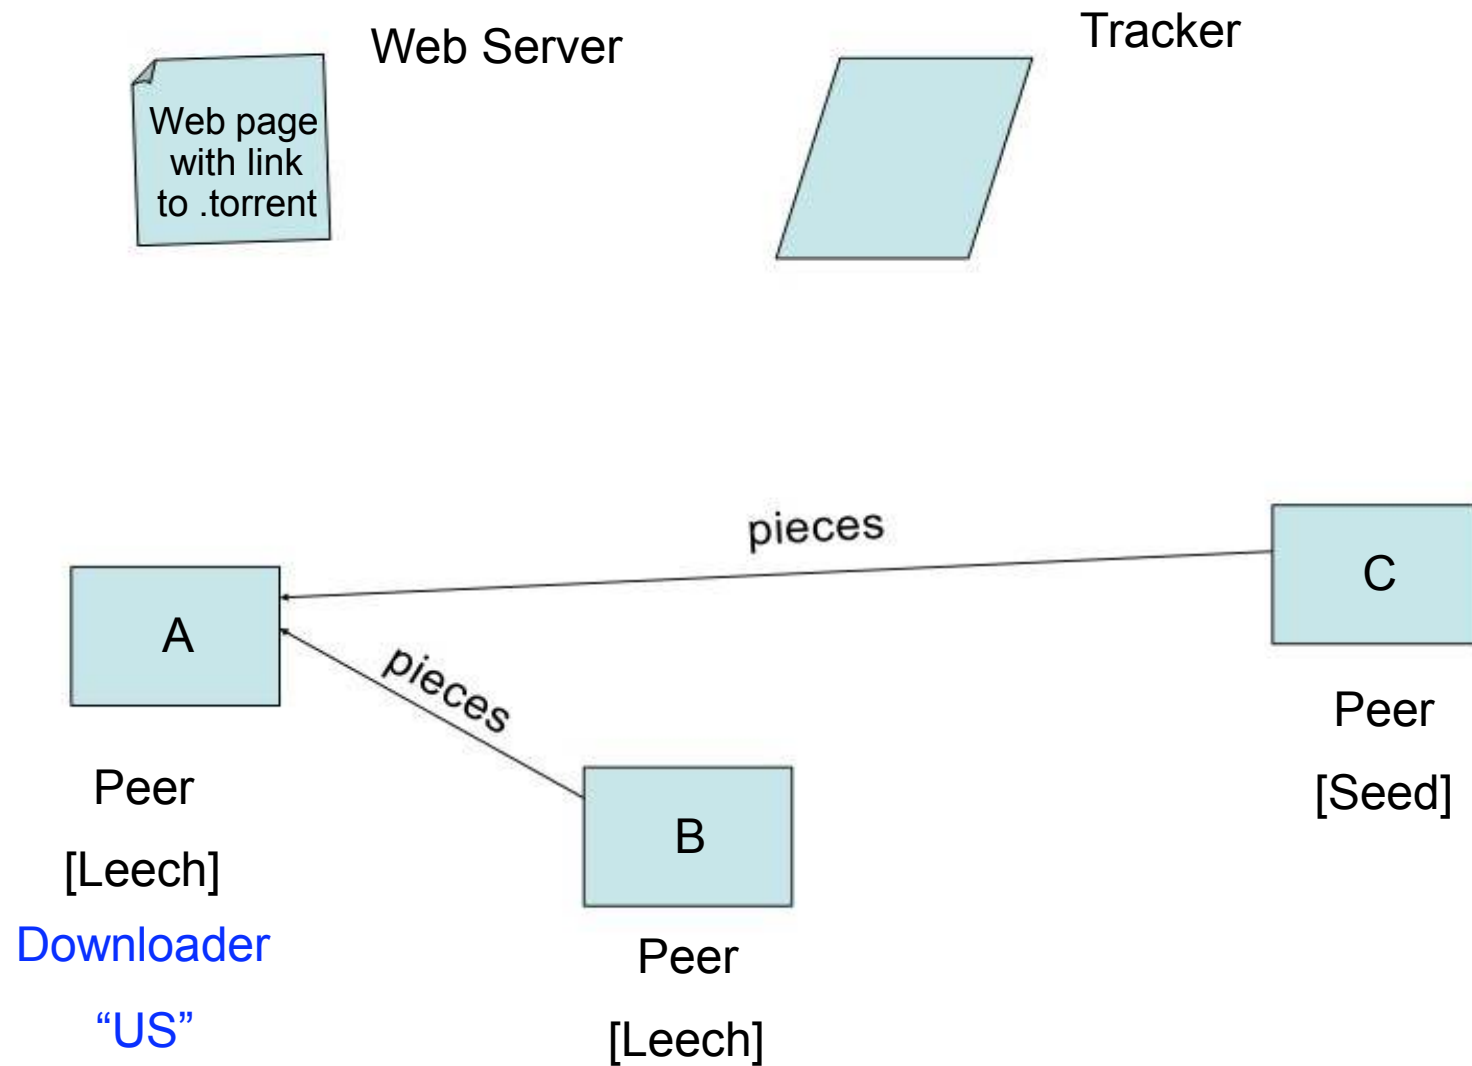 Web Server
Tracker
Web page
with link
to .torrent
pieces
C
A
pieces
Peer
[Seed]
Peer
[Leech]
B
Downloader
“US”
Peer
[Leech]